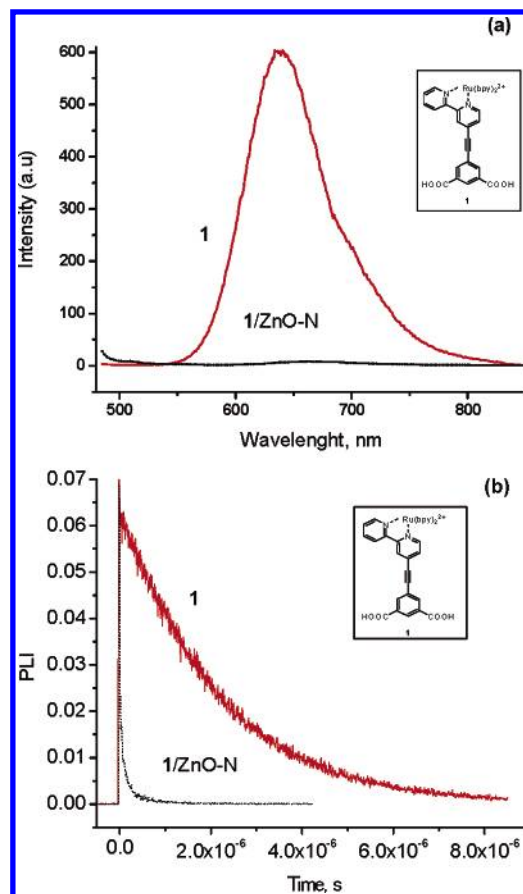 (a)
600
500
400
300
200
100
0
Intensity (a.u)
1
1/ZnO-N
N
N
Ru(bpy)₂²⁺
HOOC
COOH
1
500
600
700
800
Wavelenght, nm
(b)
0.07
0.06
0.05
0.04
0.03
0.02
0.01
0.00
PLI
1
1/ZnO-N
N
N
Ru(bpy)₂²⁺
HOOC
COOH
1
0.0
2.0x10⁻⁶
4.0x10⁻⁶
6.0x10⁻⁶
8.0x10⁻⁶
Time, s